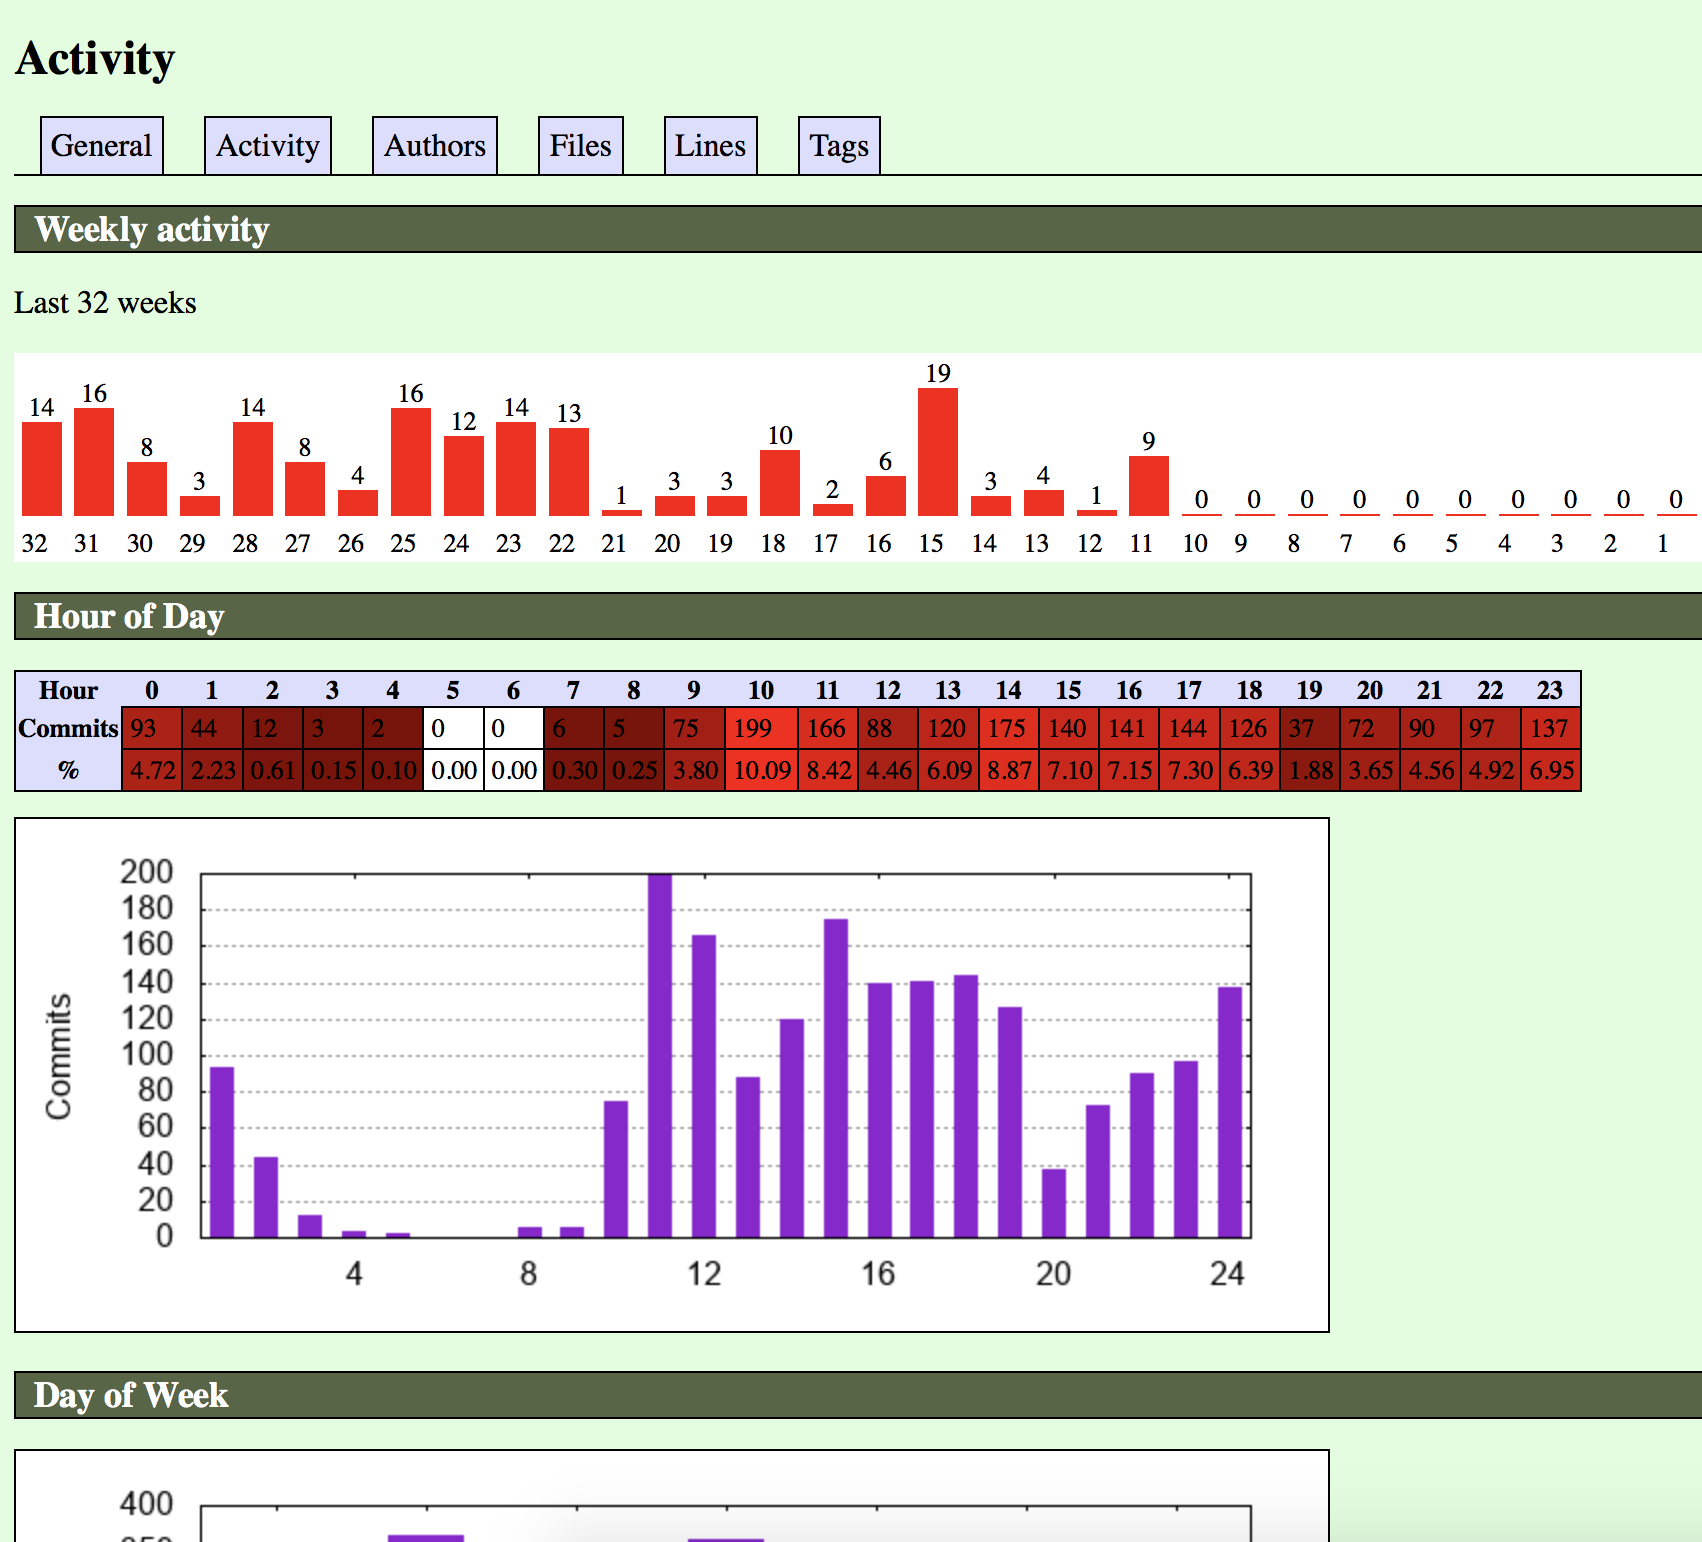 Activity
General Activity Authors Files Lines Tags
Weekly activity
Last 32 weeks
14 16 8 3 14 8 4 16 12 14 13 1 3 3 10 2 6 19 3 4 1 9 0 0 0 0 0 0 0 0 0 0
32 31 30 29 28 27 26 25 24 23 22 21 20 19 18 17 16 15 14 13 12 11 10 9 8 7 6 5 4 3 2 1
Hour of Day
Hour 0 1 2 3 4 5 6 7 8 9 10 11 12 13 14 15 16 17 18 19 20 21 22 23
Commits 93 44 12 3 2 0 0 6 5 75 199 166 88 120 175 140 141 144 126 37 72 90 97 137
% 4.72 2.23 0.61 0.15 0.10 0.00 0.00 0.30 0.25 3.80 10.09 8.42 4.46 6.09 8.87 7.10 7.15 7.30 6.39 1.88 3.65 4.56 4.92 6.95
Commits
200
180
160
140
120
100
80
60
40
20
0
4 8 12 16 20 24
Day of Week
400